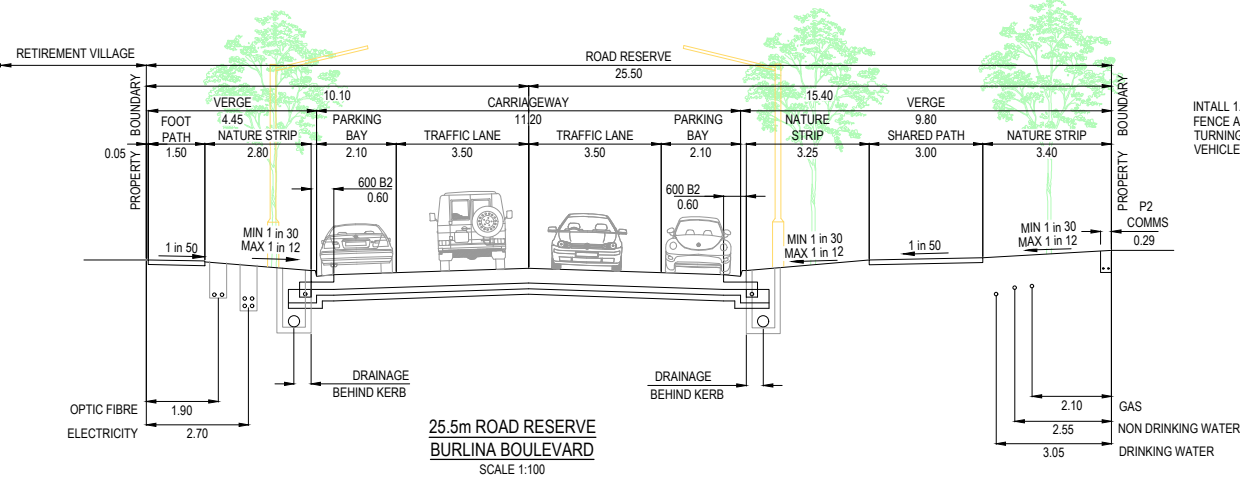 RETIREMENT VILLAGE
ROAD RESERVE
25.50
10.10
15.40
VERGE
4.45
CARRIAGEWAY
11.20
VERGE
9.80
PROPERTY BOUNDARY
0.05
FOOT
PATH
1.50
NATURE STRIP
2.80
PARKING
BAY
2.10
TRAFFIC LANE
3.50
TRAFFIC LANE
3.50
PARKING
BAY
2.10
NATURE
STRIP
3.25
SHARED PATH
3.00
NATURE STRIP
3.40
PROPERTY BOUNDARY
INTALL 1.
FENCE A
TURNING
VEHICLE
600 B2
0.60
600 B2
0.60
P2
COMMS
0.29
1 in 50
MIN 1 in 30
MAX 1 in 12
MIN 1 in 30
MAX 1 in 12
1 in 50
MIN 1 in 30
MAX 1 in 12
DRAINAGE
BEHIND KERB
DRAINAGE
BEHIND KERB
OPTIC FIBRE
1.90
ELECTRICITY
2.70
2.10
GAS
2.55
NON DRINKING WATER
3.05
DRINKING WATER
25.5m ROAD RESERVE
BURLINA BOULEVARD
SCALE 1:100